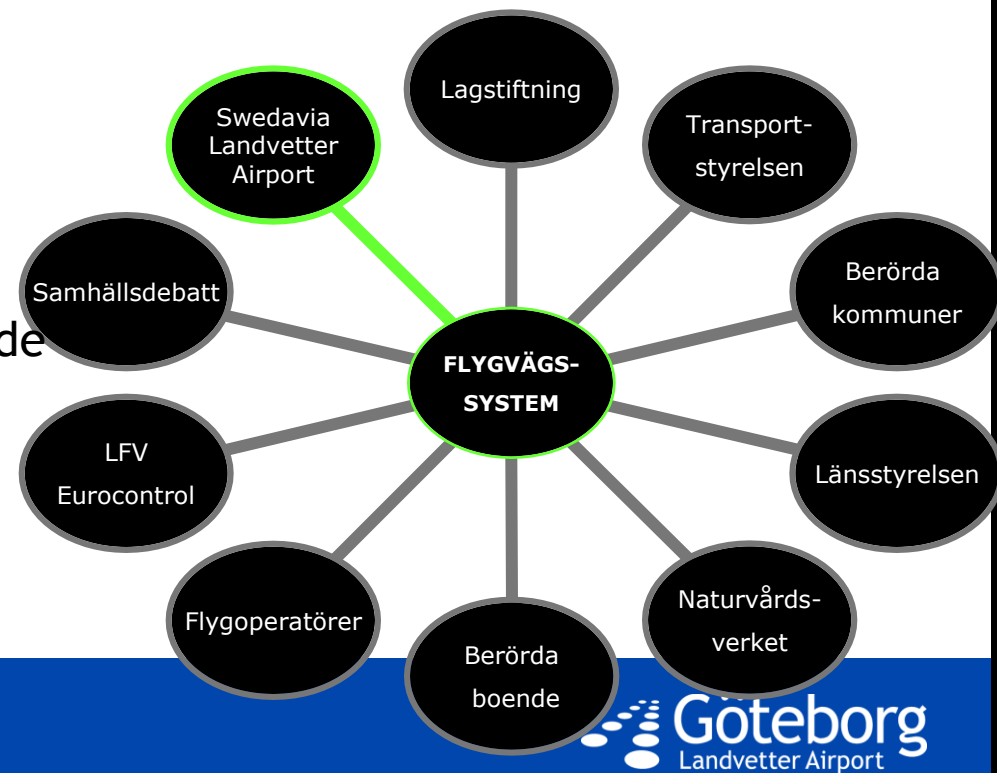 Lagstiftning
Swedavia
Landvetter
Airport
Transport-
styrelsen
Samhällsdebatt
Berörda
kommuner
de
FLYGVÄGS-
SYSTEM
LFV
Eurocontrol
Länsstyrelsen
Flygoperatörer
Naturvårds-
verket
Berörda
boende
Göteborg
Landvetter Airport